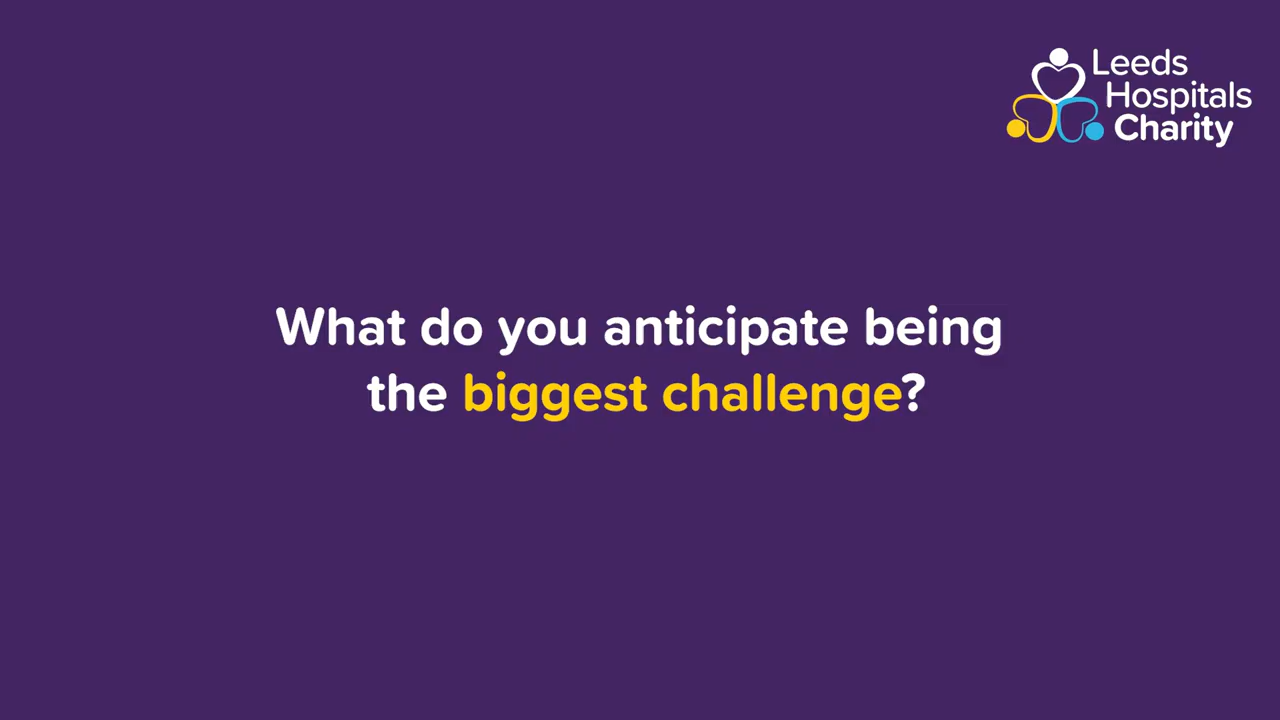 Leeds
Hospitals
Charity
What do you anticipate being
the biggest challenge?